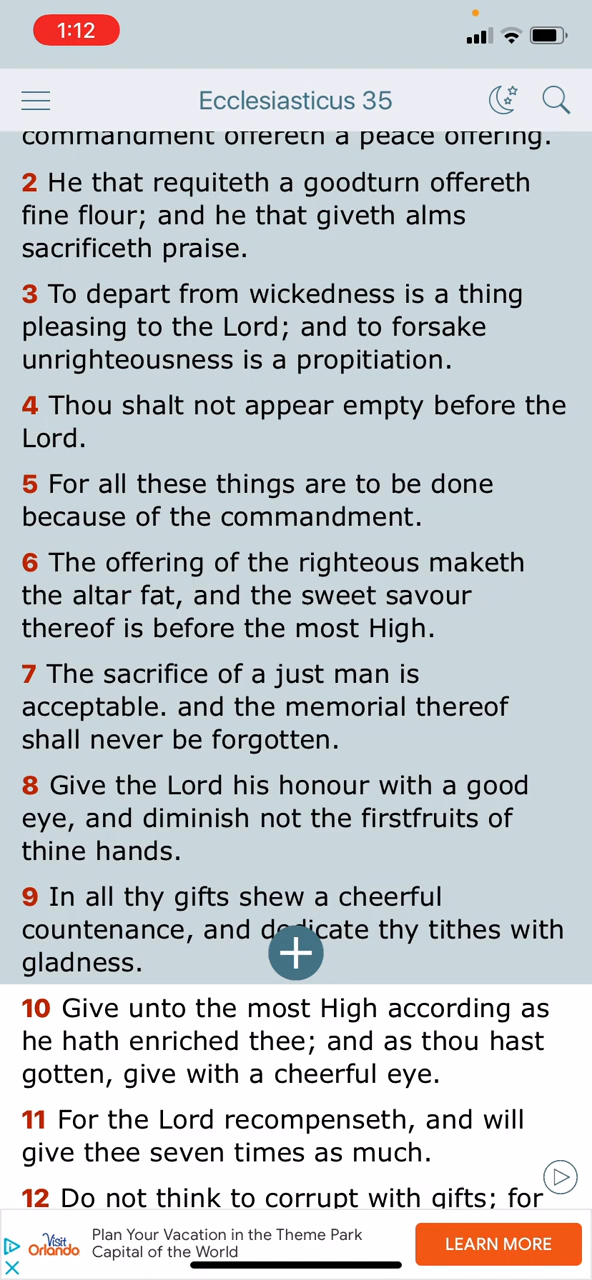 1:12
Ecclesiasticus 35
commandment offereth a peace offering.
2 He that requiteth a goodturn offereth
fine flour; and he that giveth alms
sacrificeth praise.
3 To depart from wickedness is a thing
pleasing to the Lord; and to forsake
unrighteousness is a propitiation.
4 Thou shalt not appear empty before the
Lord.
5 For all these things are to be done
because of the commandment.
6 The offering of the righteous maketh
the altar fat, and the sweet savour
thereof is before the most High.
7 The sacrifice of a just man is
acceptable. and the memorial thereof
shall never be forgotten.
8 Give the Lord his honour with a good
eye, and diminish not the firstfruits of
thine hands.
9 In all thy gifts shew a cheerful
countenance, and dedicate thy tithes with
gladness.
10 Give unto the most High according as
he hath enriched thee; and as thou hast
gotten, give with a cheerful eye.
11 For the Lord recompenseth, and will
give thee seven times as much.
12 Do not think to corrupt with gifts; for
Visit
Orlando
Plan Your Vacation in the Theme Park
Capital of the World
LEARN MORE